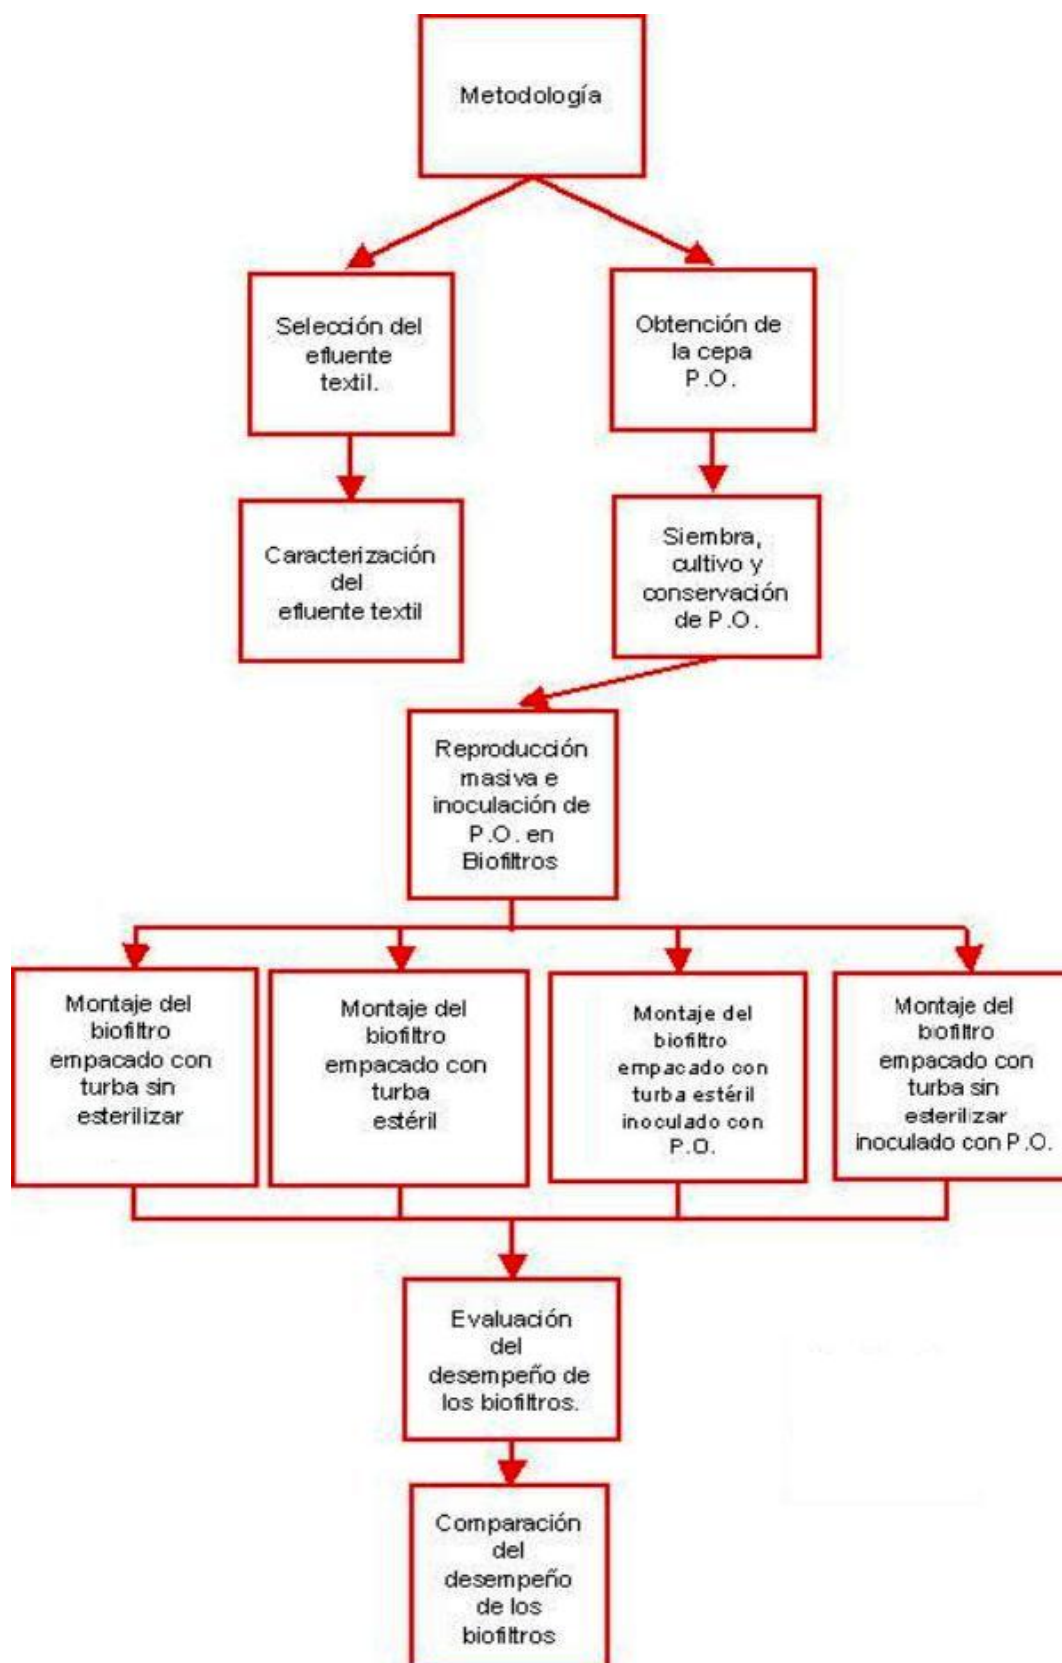 Metodología
Selección del
efluente
textil.
Obtención de
la cepa
P.O.
Caracterización
del
efluente textil
Siembra,
cultivo y
conservación
de P.O.
Reproducción
masiva e
inoculación de
P.O. en
Biofiltros
Montaje del
biofiltro
empacado con
turba sin
esterilizar
Montaje del
biofiltro
empacado con
turba
estéril
Montaje del
biofiltro
empacado con
turba estéril
inoculado con
P.O.
Montaje del
biofiltro
empacado con
turba sin
esterilizar
inoculado con P.O.
Evaluación
del
desempeño de
los biofiltros.
Comparación
del
desempeño
de los
biofiltros